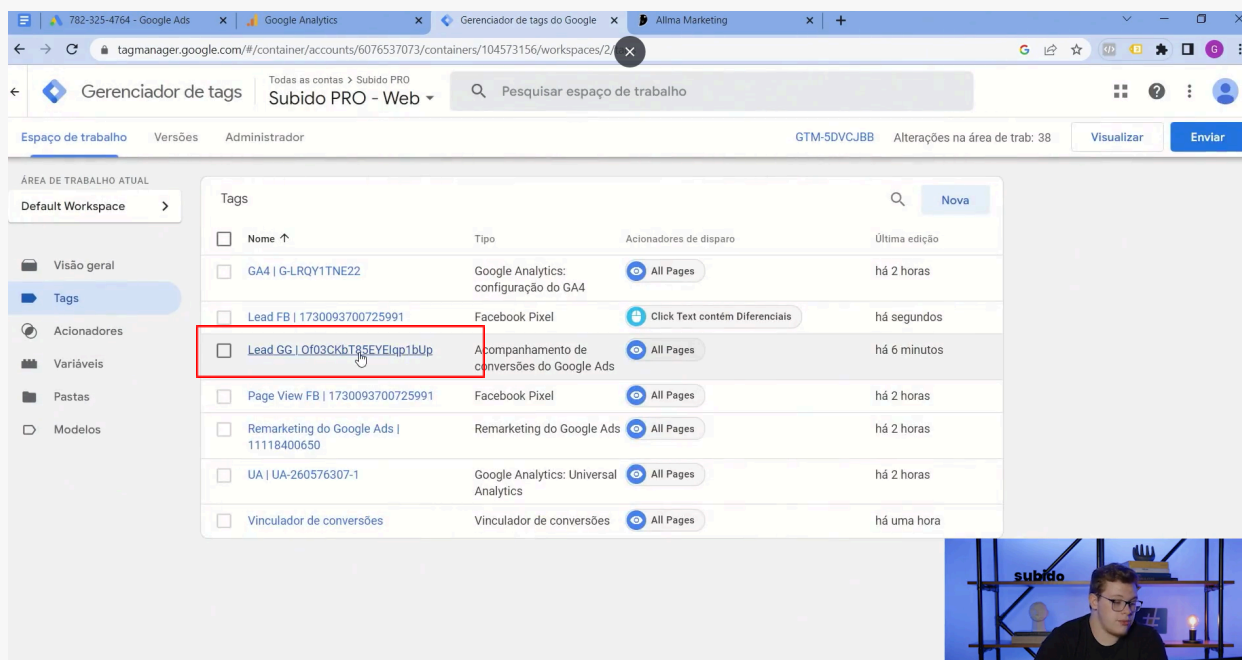 782-325-4764 - Google Ads
Google Analytics
Gerenciador de tags do Google
Allma Marketing
tagmanager.google.com/#/container/accounts/6076537073/containers/104573156/workspaces/2/
G
Gerenciador de tags
Todas as contas > Subido PRO
Subido PRO - Web
Pesquisar espaço de trabalho
Espaço de trabalho
Versões
Administrador
GTM-5DVCJBB
Alterações na área de trab: 38
Visualizar
Enviar
ÁREA DE TRABALHO ATUAL
Default Workspace
Visão geral
Tags
Acionadores
Variáveis
Pastas
Modelos
Tags
Nova
Nome
Tipo
Acionadores de disparo
Última edição
GA4 | G-LRQY1TNE22
Google Analytics:
configuração do GA4
All Pages
há 2 horas
Lead FB | 1730093700725991
Facebook Pixel
Click Text contém Diferenciais
há segundos
Lead GG | Of03CKbT85EYEIqp1bUp
Acompanhamento de
conversões do Google Ads
All Pages
há 6 minutos
Page View FB | 1730093700725991
Facebook Pixel
All Pages
há 2 horas
Remarketing do Google Ads |
11118400650
Remarketing do Google Ads
All Pages
há 2 horas
UA | UA-260576307-1
Google Analytics: Universal
Analytics
All Pages
há 2 horas
Vinculador de conversões
Vinculador de conversões
All Pages
há uma hora
subido
#